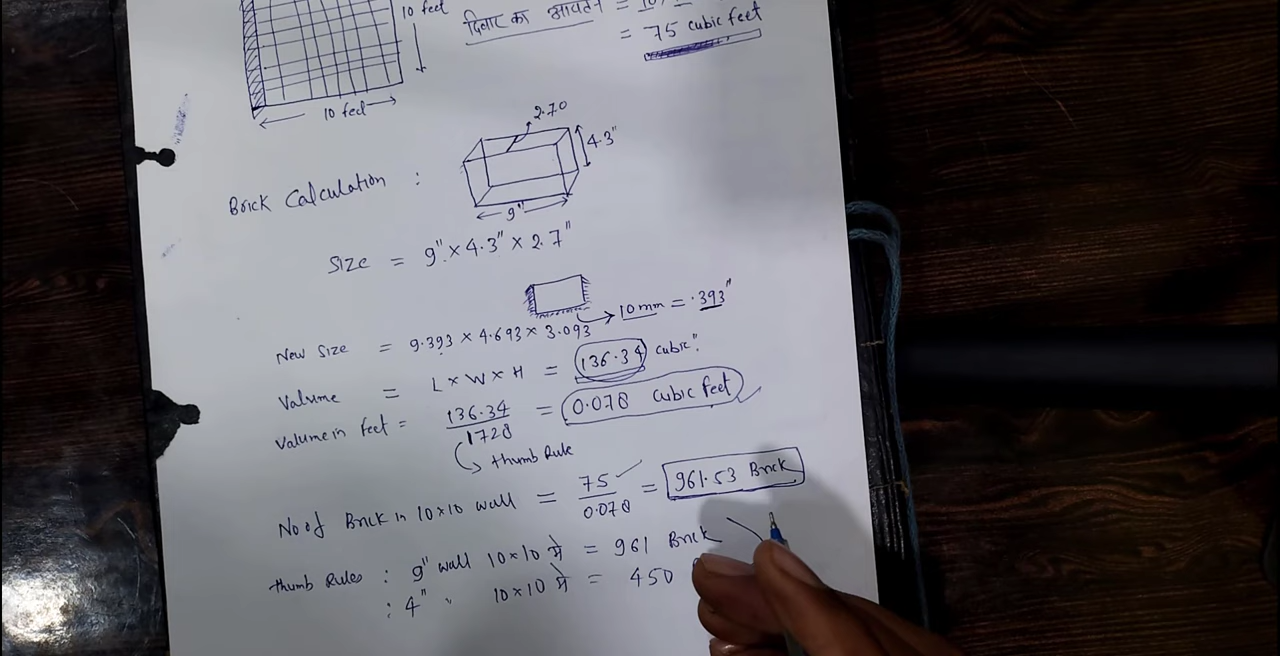 10 feet
दिवार का आयतन = 10
= 75 cubic feet
10 feet
2.70
4.3"
9"
Brick Calculation :
Size = 9" × 4.3" × 2.7"
10 mm = .393"
New Size = 9.393 × 4.693 × 3.093
Valume = L × W × H = 136.34 cubic"
Valume in feet = 136.34 / 1728 = 0.078 Cubic feet
thumb Rule
No of Brick in 10×10 wall = 75 / 0.078 = 961.53 Brick
thumb Rules : 9" wall 10×10 में = 961 Brick
: 4" " 10×10 में = 450